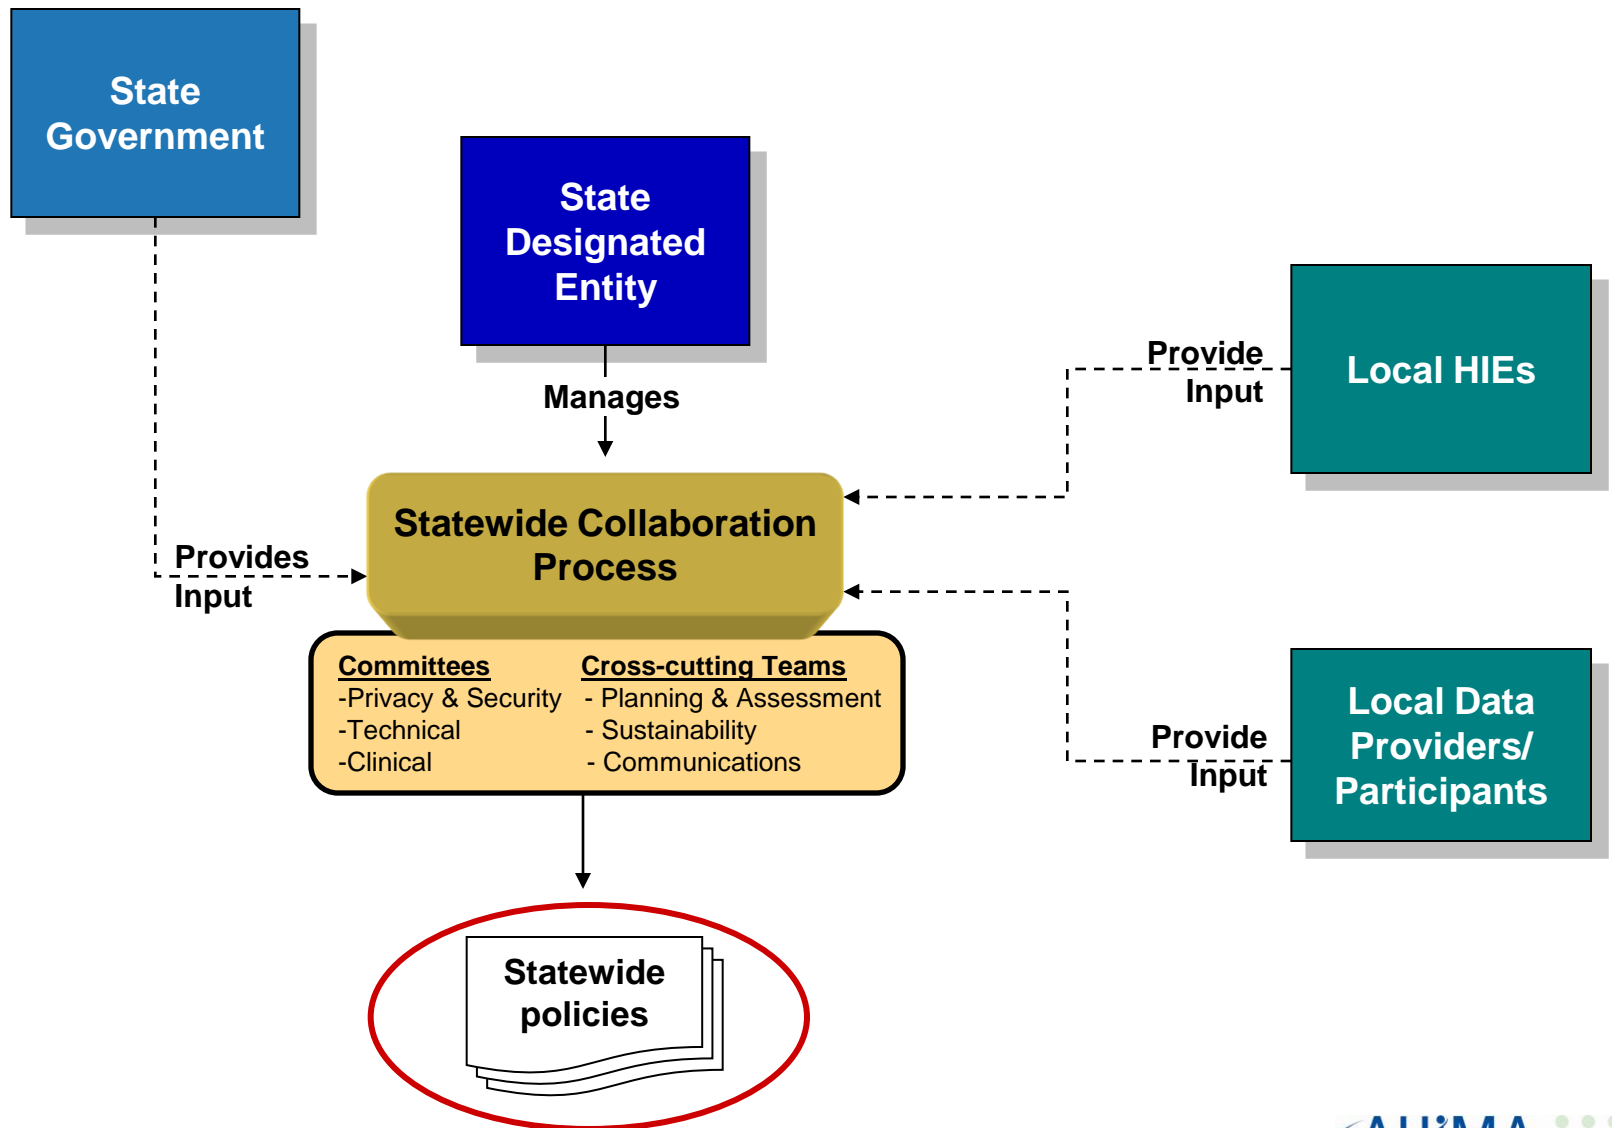 State
Government
State
Designated
Entity
Manages
Provide
Input
Local HIEs
Statewide Collaboration
Process
Provides
Input
Committees Cross-cutting Teams
-Privacy & Security - Planning & Assessment
-Technical - Sustainability
-Clinical - Communications
Provide
Input
Local Data
Providers/
Participants
Statewide
policies